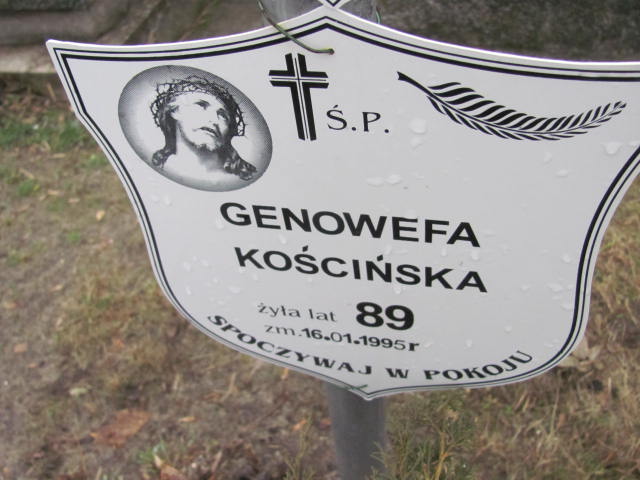 Ś.P.
GENOWEFA
KOŚCIŃSKA
żyła lat 89
zm.16.01.1995r
SPOCZYWAJ W POKOJU